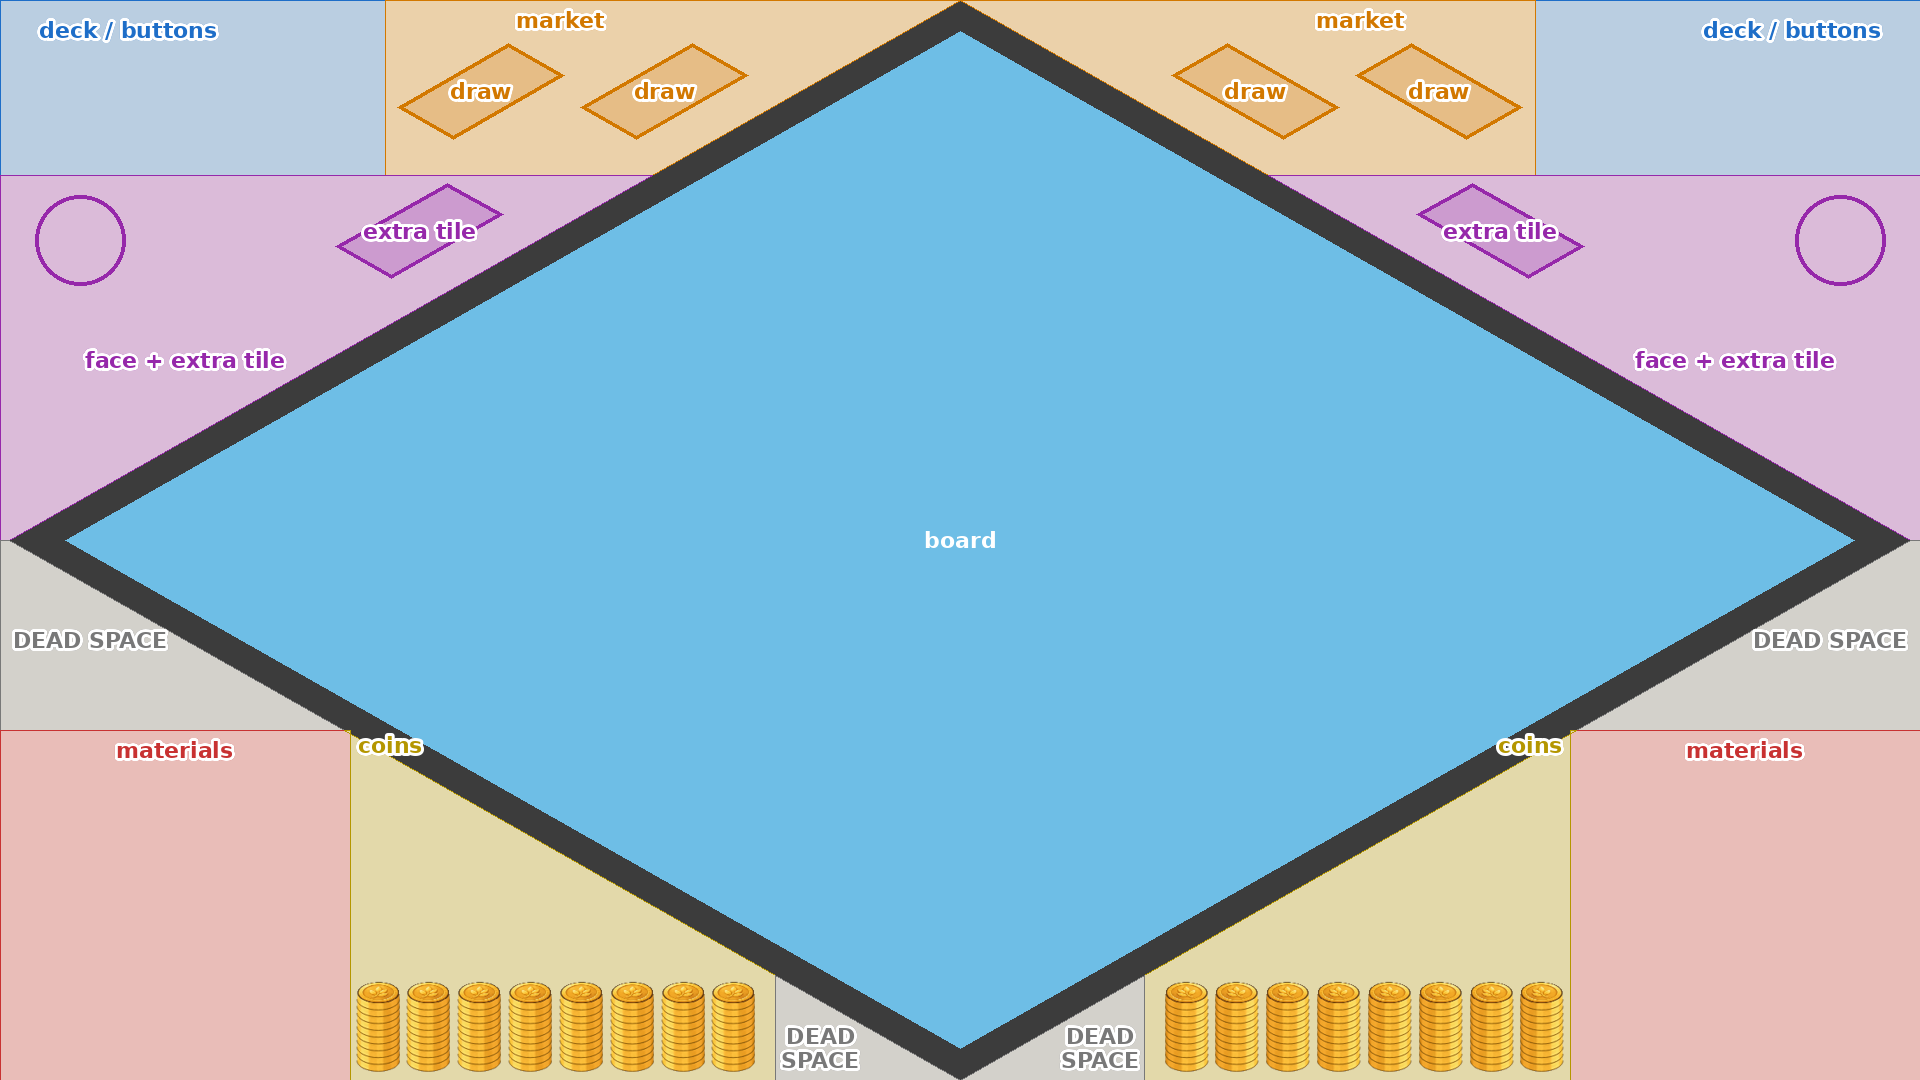 deck / buttons
market
market
deck / buttons
draw
draw
draw
draw
extra tile
extra tile
face + extra tile
face + extra tile
board
DEAD SPACE
DEAD SPACE
materials
coins
coins
materials
DEAD
SPACE
DEAD
SPACE